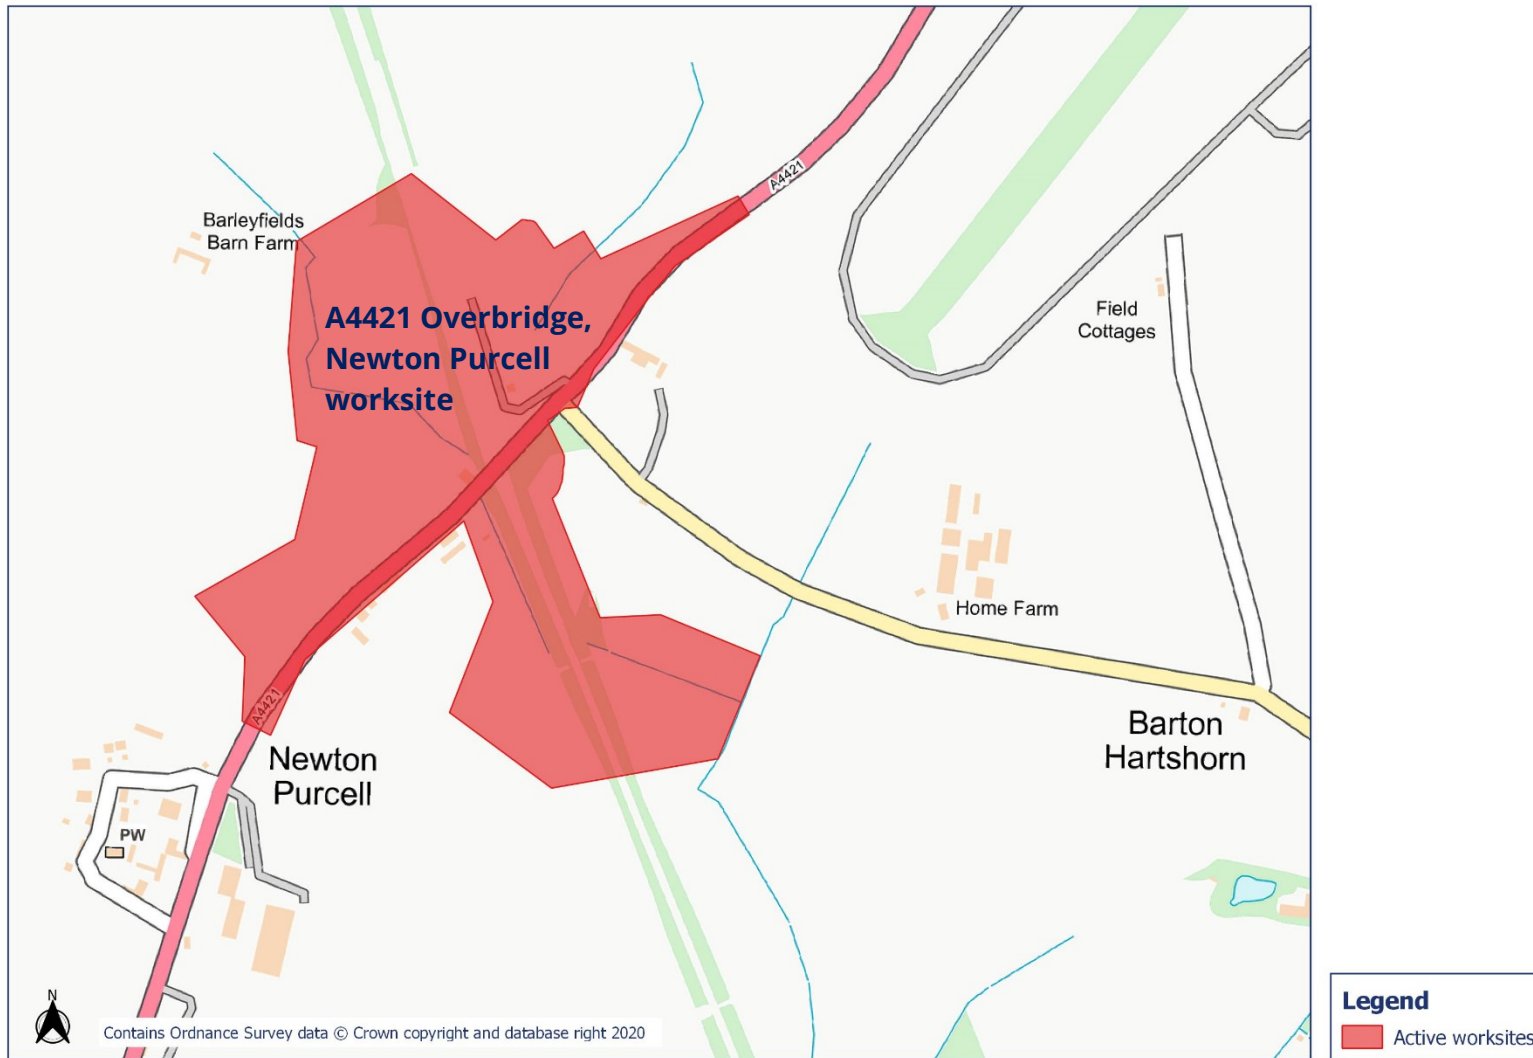 A4421
Barleyfields
Barn Farm
A4421 Overbridge,
Newton Purcell
worksite
Field
Cottages
Home Farm
A4421
Newton
Purcell
Barton
Hartshorn
PW
N
Contains Ordnance Survey data © Crown copyright and database right 2020
Legend
Active worksites